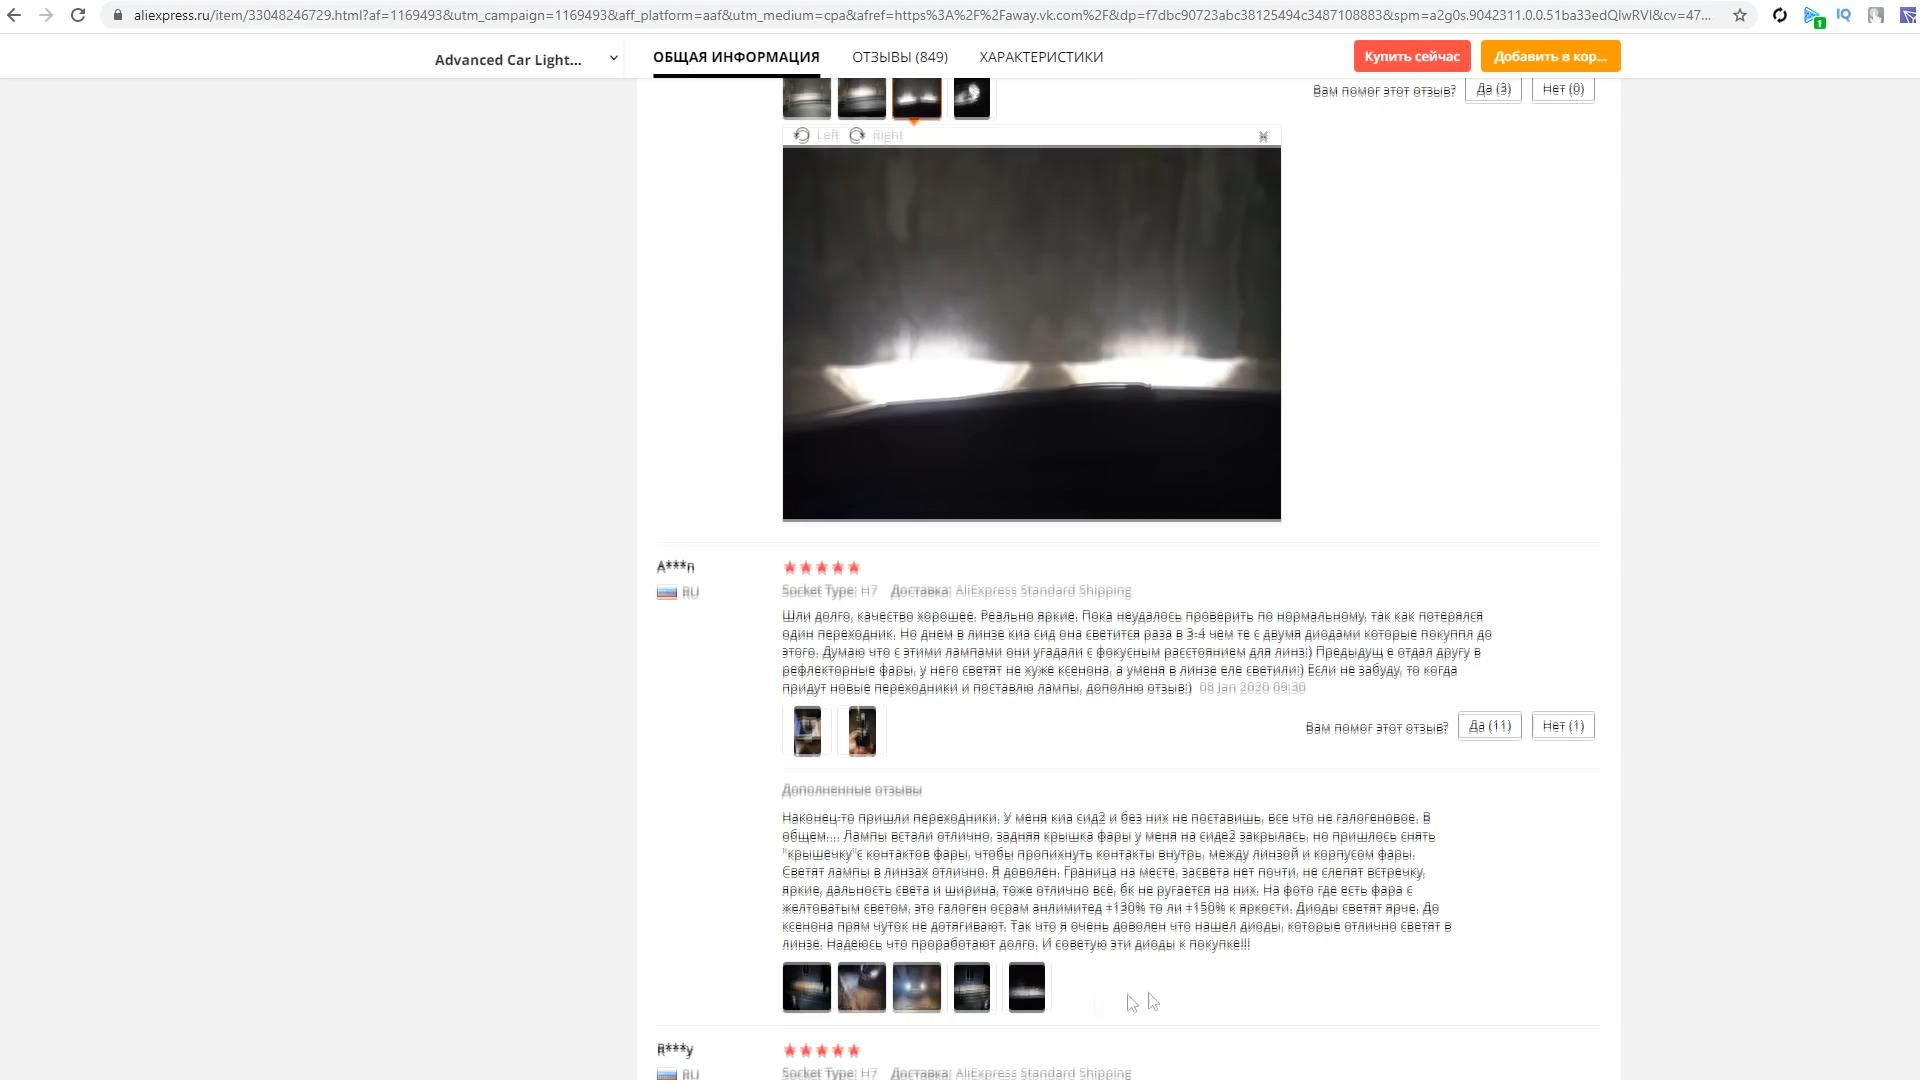 aliexpress.ru/item/33048246729.html?af=1169493&utm_campaign=1169493&aff_platform=aaf&utm_medium=cpa&afref=https%3A%2F%2Faway.vk.com%2F&dp=f7dbc90723abc38125494c3487108883&spm=a2g0s.9042311.0.0.51ba33edQIwRVI&cv=47...
Advanced Car Light... ОБЩАЯ ИНФОРМАЦИЯ ОТЗЫВЫ (849) ХАРАКТЕРИСТИКИ Купить сейчас Добавить в кор...
Вам помог этот отзыв? Да (3) Нет (0)
Left Right
A***n
Socket Type: H7 Доставка: AliExpress Standard Shipping
RU
Шли долго, качество хорошее. Реально яркие. Пока неудалось проверить по нормальному, так как потерялся
один переходник. Но днем в линзе киа сид она светится раза в 3-4 чем те с двумя диодами которые покуппл до
этого. Думаю что с этими лампами они угадали с фокусным расстоянием для линз:) Предыдущ е отдал другу в
рефлекторные фары, у него светят не хуже ксенона, а уменя в линзе еле светили:) Если не забуду, то когда
придут новые переходники и поставлю лампы, дополню отзыв:) 08 Jan 2020 09:30
Вам помог этот отзыв? Да (11) Нет (1)
Дополненные отзывы
Наконец-то пришли переходники. У меня киа сид2 и без них не поставишь, все что не галогеновое. В
общем.... Лампы встали отлично, задняя крышка фары у меня на сиде2 закрылась, но пришлось снять
"крышечку"с контактов фары, чтобы пропихнуть контакты внутрь, между линзой и корпусом фары.
Светят лампы в линзах отлично. Я доволен. Граница на месте, засвета нет почти, не слепят встречку,
яркие, дальность света и ширина, тоже отлично всё, бк не ругается на них. На фото где есть фара с
желтоватым светом, это галоген осрам анлимитед +130% то ли +150% к яркости. Диоды светят ярче. До
ксенона прям чуток не дотягивают. Так что я очень доволен что нашел диоды, которые отлично светят в
линзе. Надеюсь что проработают долго. И советую эти диоды к покупке!!!
R***y
Socket Type: H7 Доставка: AliExpress Standard Shipping
RU